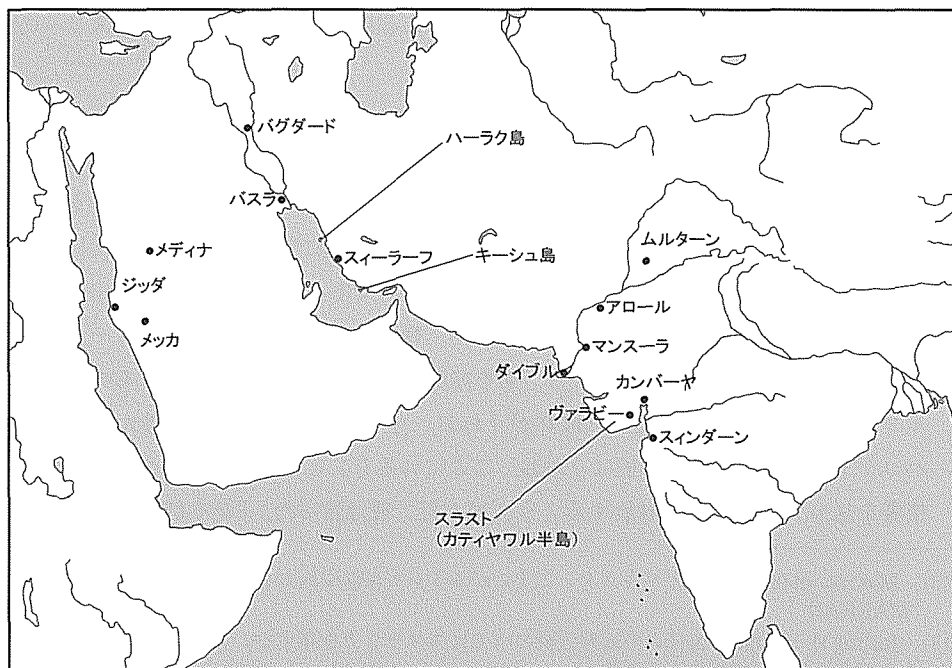 バグダード
ハーラク島
バスラ
メディナ
スィーラーフ
キーシュ島
ムルターン
ジッダ
アロール
メッカ
マンスーラ
ダイブル
カンバーヤ
ヴァラビー
スィンダーン
スラスト
(カティヤワル半島)